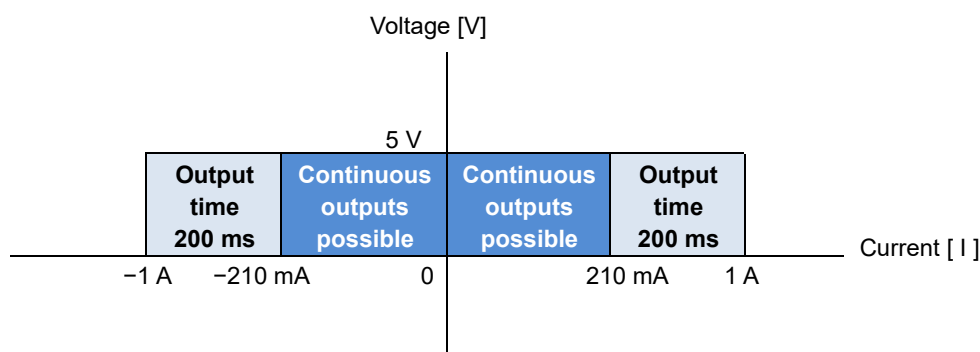 Voltage [V]
5 V
Output
time
200 ms
Continuous
outputs
possible
Continuous
outputs
possible
Output
time
200 ms
Current [ I ]
−1 A
−210 mA
0
210 mA
1 A